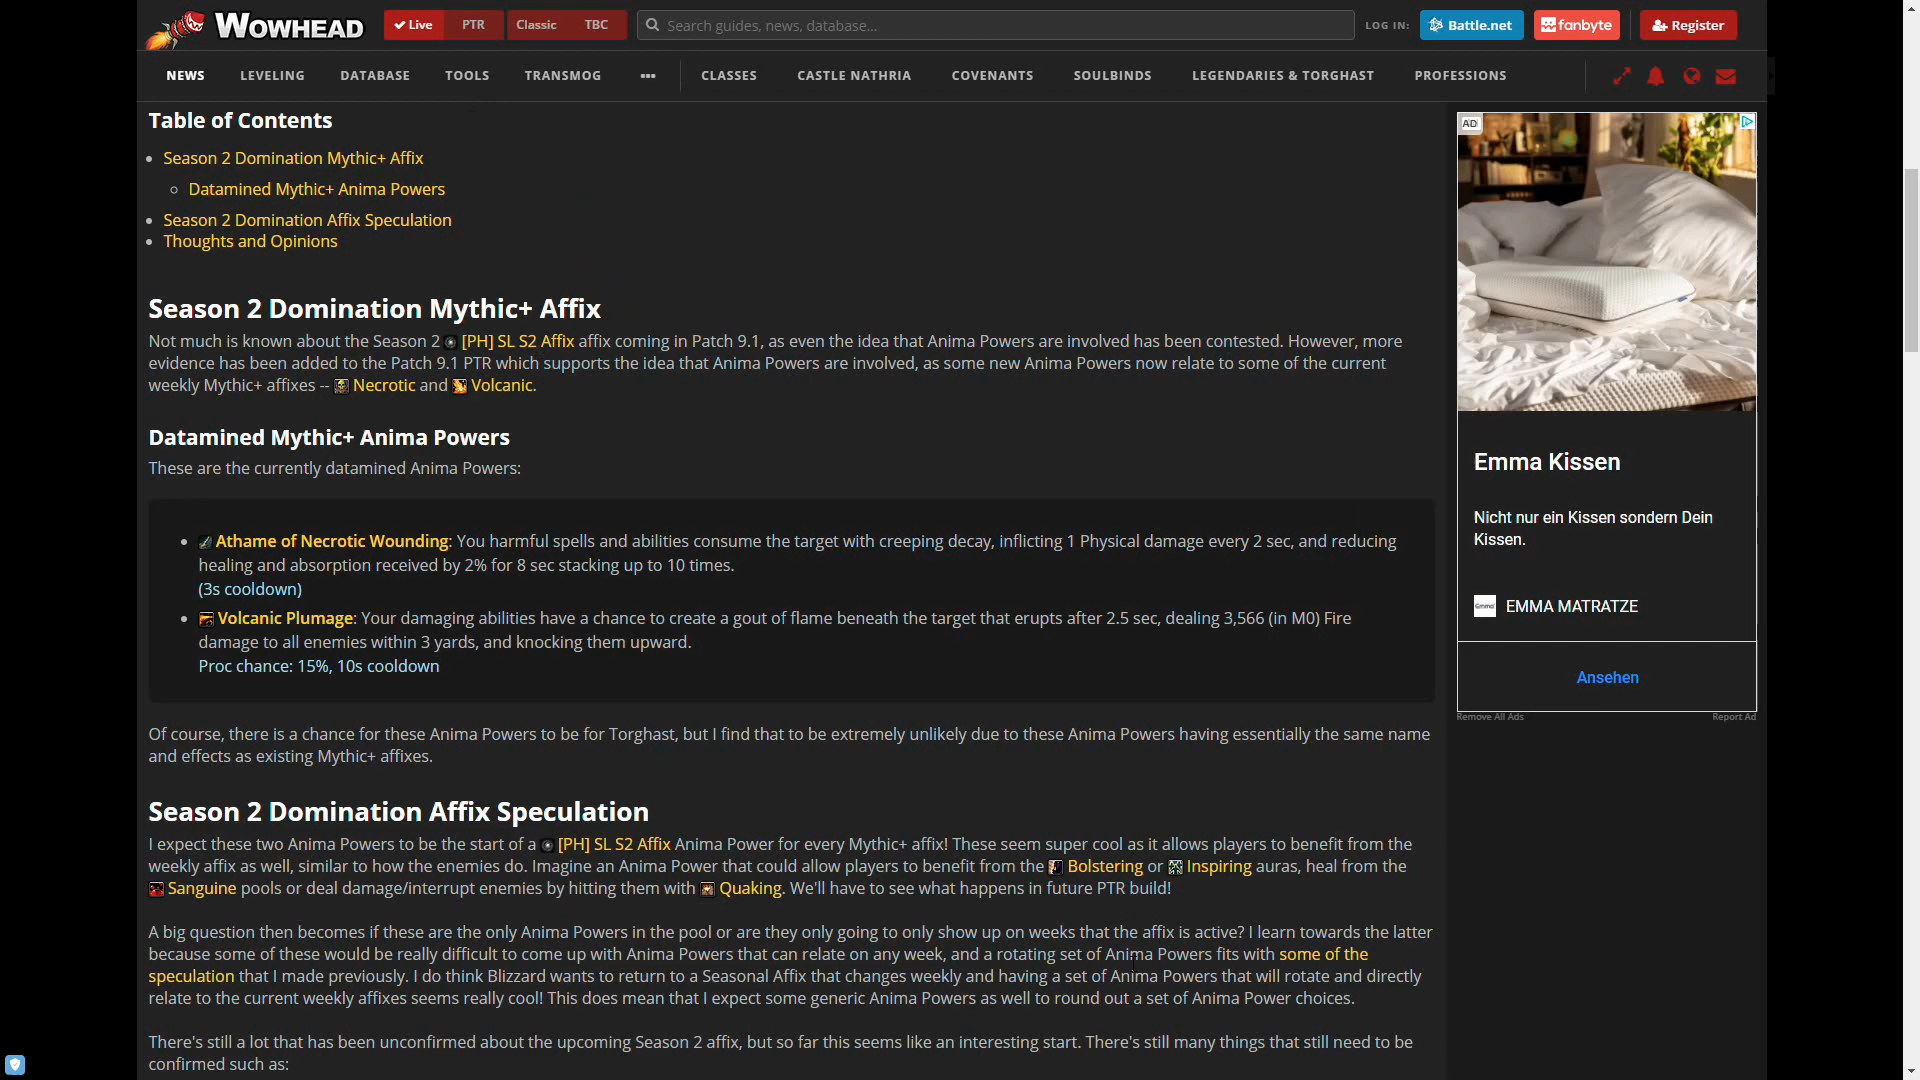 WOWHEAD
Live PTR Classic TBC
Search guides, news, database...
LOG IN: Battle.net fanbyte Register
NEWS LEVELING DATABASE TOOLS TRANSMOG ••• CLASSES CASTLE NATHRIA COVENANTS SOULBINDS LEGENDARIES & TORGHAST PROFESSIONS
Table of Contents
Season 2 Domination Mythic+ Affix
Datamined Mythic+ Anima Powers
Season 2 Domination Affix Speculation
Thoughts and Opinions
Season 2 Domination Mythic+ Affix
Not much is known about the Season 2 [PH] SL S2 Affix affix coming in Patch 9.1, as even the idea that Anima Powers are involved has been contested. However, more
evidence has been added to the Patch 9.1 PTR which supports the idea that Anima Powers are involved, as some new Anima Powers now relate to some of the current
weekly Mythic+ affixes -- Necrotic and Volcanic.
Datamined Mythic+ Anima Powers
These are the currently datamined Anima Powers:
Athame of Necrotic Wounding: You harmful spells and abilities consume the target with creeping decay, inflicting 1 Physical damage every 2 sec, and reducing
healing and absorption received by 2% for 8 sec stacking up to 10 times.
(3s cooldown)
Volcanic Plumage: Your damaging abilities have a chance to create a gout of flame beneath the target that erupts after 2.5 sec, dealing 3,566 (in M0) Fire
damage to all enemies within 3 yards, and knocking them upward.
Proc chance: 15%, 10s cooldown
Of course, there is a chance for these Anima Powers to be for Torghast, but I find that to be extremely unlikely due to these Anima Powers having essentially the same name
and effects as existing Mythic+ affixes.
Season 2 Domination Affix Speculation
I expect these two Anima Powers to be the start of a [PH] SL S2 Affix Anima Power for every Mythic+ affix! These seem super cool as it allows players to benefit from the
weekly affix as well, similar to how the enemies do. Imagine an Anima Power that could allow players to benefit from the Bolstering or Inspiring auras, heal from the
Sanguine pools or deal damage/interrupt enemies by hitting them with Quaking. We'll have to see what happens in future PTR build!
A big question then becomes if these are the only Anima Powers in the pool or are they only going to only show up on weeks that the affix is active? I learn towards the latter
because some of these would be really difficult to come up with Anima Powers that can relate on any week, and a rotating set of Anima Powers fits with some of the
speculation that I made previously. I do think Blizzard wants to return to a Seasonal Affix that changes weekly and having a set of Anima Powers that will rotate and directly
relate to the current weekly affixes seems really cool! This does mean that I expect some generic Anima Powers as well to round out a set of Anima Power choices.
There's still a lot that has been unconfirmed about the upcoming Season 2 affix, but so far this seems like an interesting start. There's still many things that still need to be
confirmed such as:
AD
Emma Kissen
Nicht nur ein Kissen sondern Dein
Kissen.
Emma EMMA MATRATZE
Ansehen
Remove All Ads Report Ad